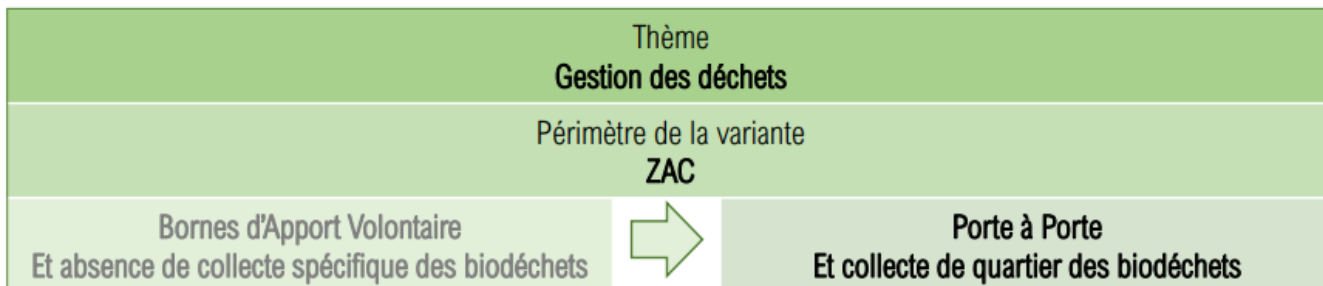 Thème
Gestion des déchets
Périmètre de la variante
ZAC
Bornes d'Apport Volontaire
Et absence de collecte spécifique des biodéchets
Porte à Porte
Et collecte de quartier des biodéchets